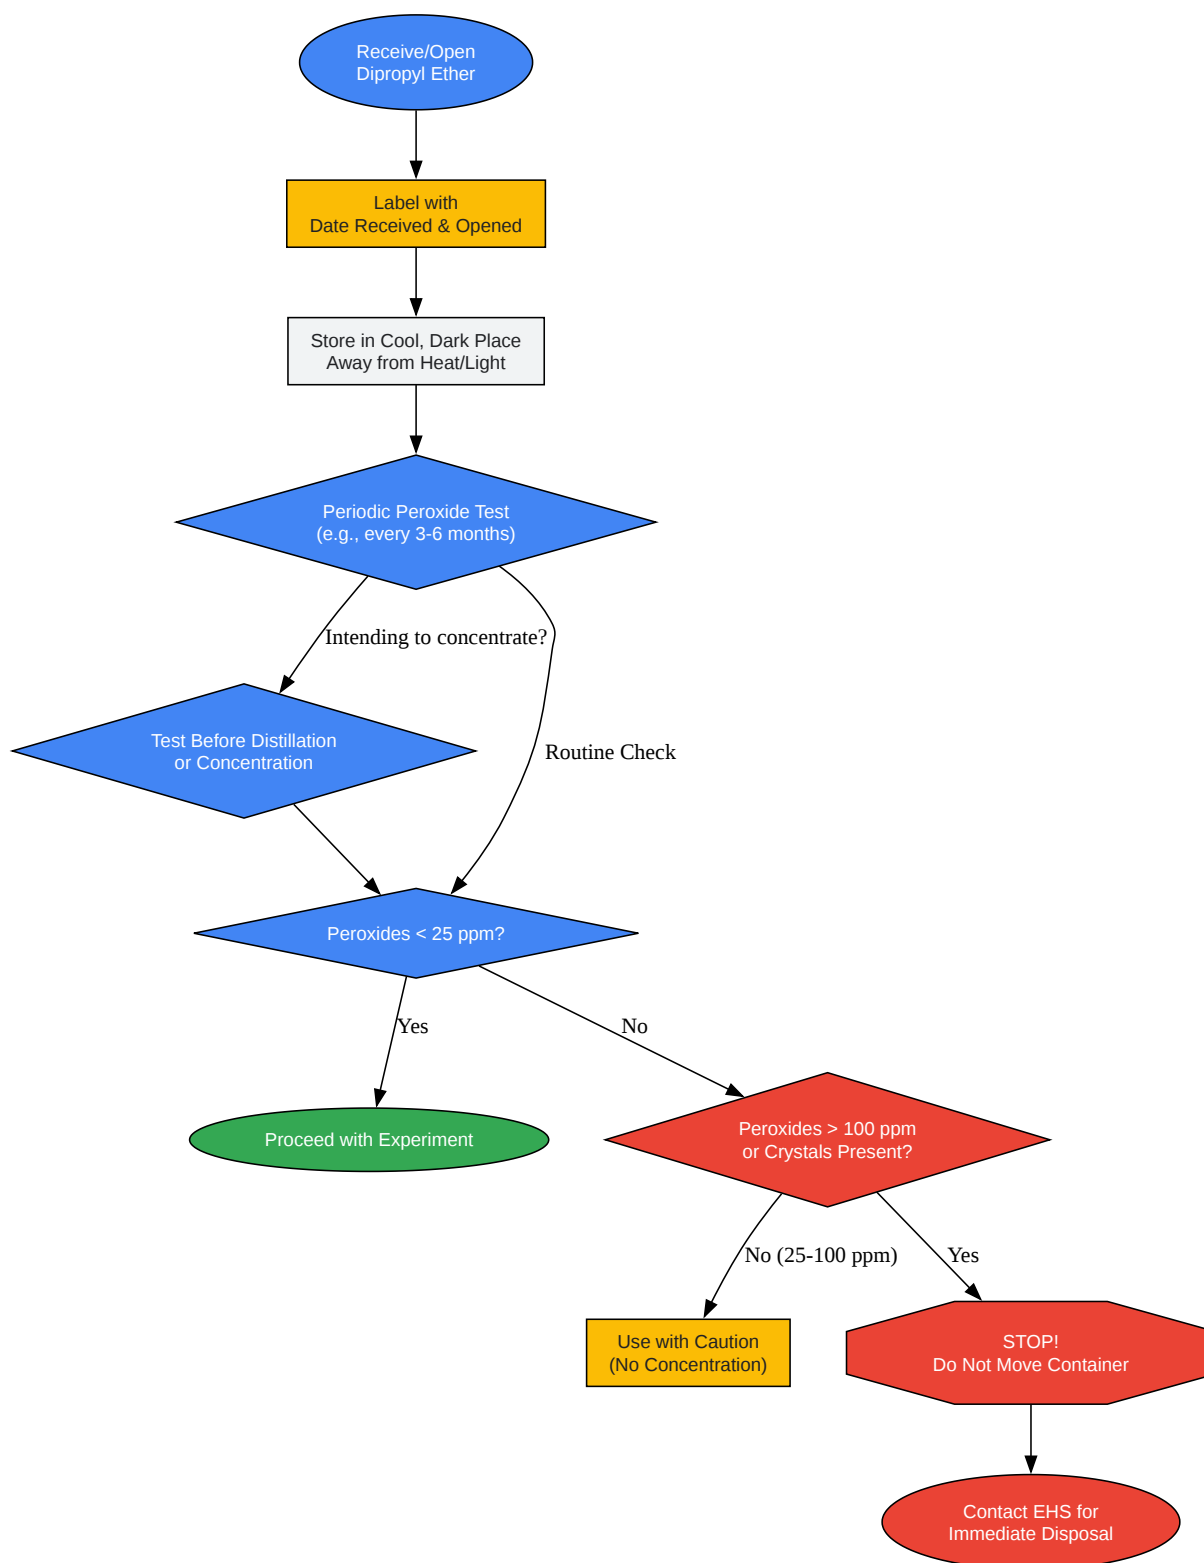 Receive/Open
Dipropyl Ether
Label with
Date Received & Opened
Store in Cool, Dark Place
Away from Heat/Light
Periodic Peroxide Test
(e.g., every 3-6 months)
Intending to concentrate?
Test Before Distillation
or Concentration
Routine Check
Peroxides < 25 ppm?
Yes
No
Proceed with Experiment
Peroxides > 100 ppm
or Crystals Present?
No (25-100 ppm)
Yes
Use with Caution
(No Concentration)
STOP!
Do Not Move Container
Contact EHS for
Immediate Disposal